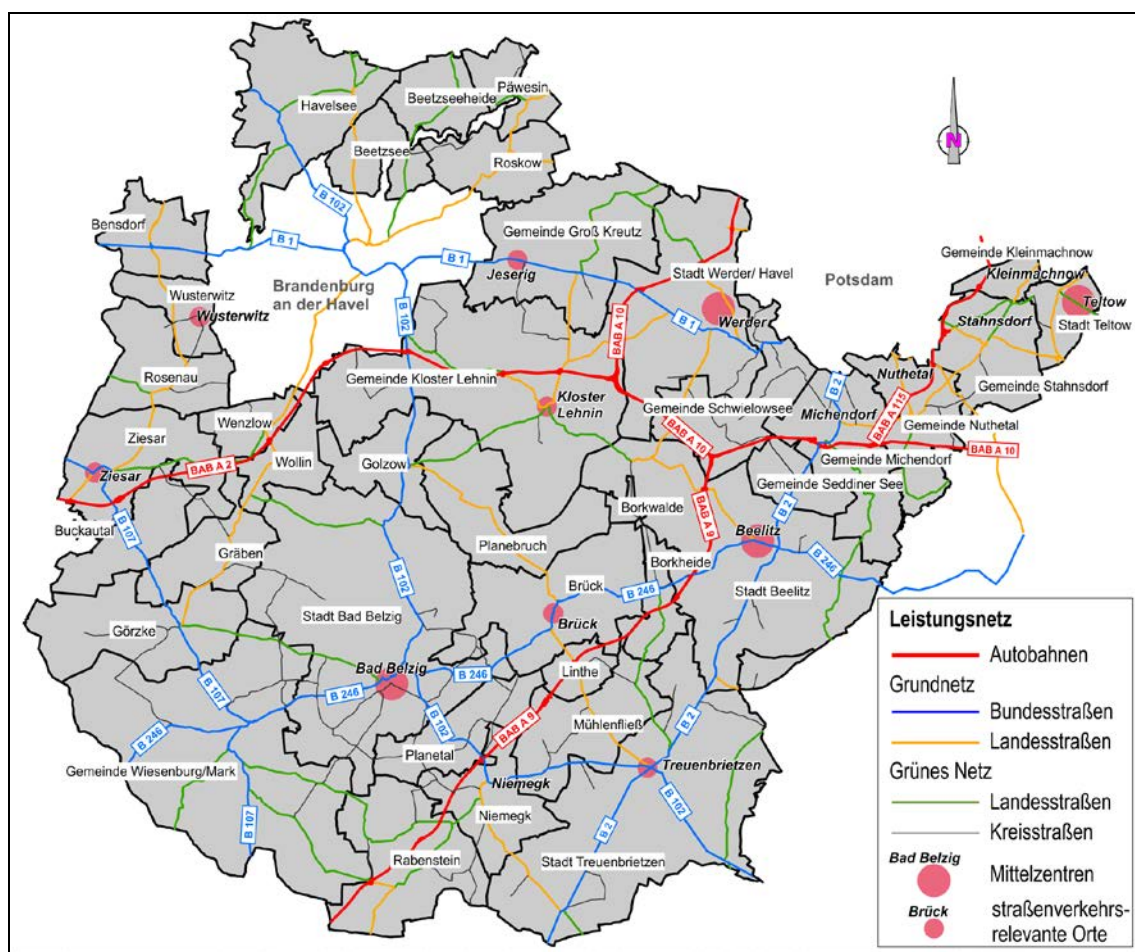 Päwesin
Beetzseeheide
Havelsee
Beetzsee
Roskow
N
B 102
Bensdorf
B 1
B 1
Gemeinde Groß Kreutz
Jeserig
Gemeinde Kleinmachnow
Kleinmachnow
Stadt Werder/ Havel
Potsdam
Brandenburg
an der Havel
Wusterwitz
Wusterwitz
B 102
BAB A 10
B 1
Werder
Teltow
Stahnsdorf
Stadt Teltow
Rosenau
Gemeinde Kloster Lehnin
Kloster
Lehnin
Nuthetal
B 2
Gemeinde Stahnsdorf
BAB A 115
Gemeinde Schwielowsee
Michendorf
Gemeinde Nuthetal
Ziesar
Wenzlow
Wollin
Golzow
BAB A 10
BAB A 10
Gemeinde Michendorf
Ziesar
BAB A 2
Gemeinde Seddiner See
Buckautal
B 107
Borkwalde
BAB A 9
B 2
Beelitz
Gräben
Planebruch
Borkheide
B 246
B 102
Brück
B 246
Stadt Beelitz
Görzke
Stadt Bad Belzig
Brück
Bad Belzig
B 246
Linthe
B 107
B 246
BAB A 9
B 2
B 102
Mühlenfließ
B 246
Planetal
Gemeinde Wiesenburg/Mark
Niemegk
Treuenbrietzen
B 102
B 107
Niemegk
B 2
Rabenstein
Stadt Treuenbrietzen
Leistungsnetz
Autobahnen
Grundnetz
Bundesstraßen
Landesstraßen
Grünes Netz
Landesstraßen
Kreisstraßen
Bad Belzig
Mittelzentren
Brück
straßenverkehrs-
relevante Orte